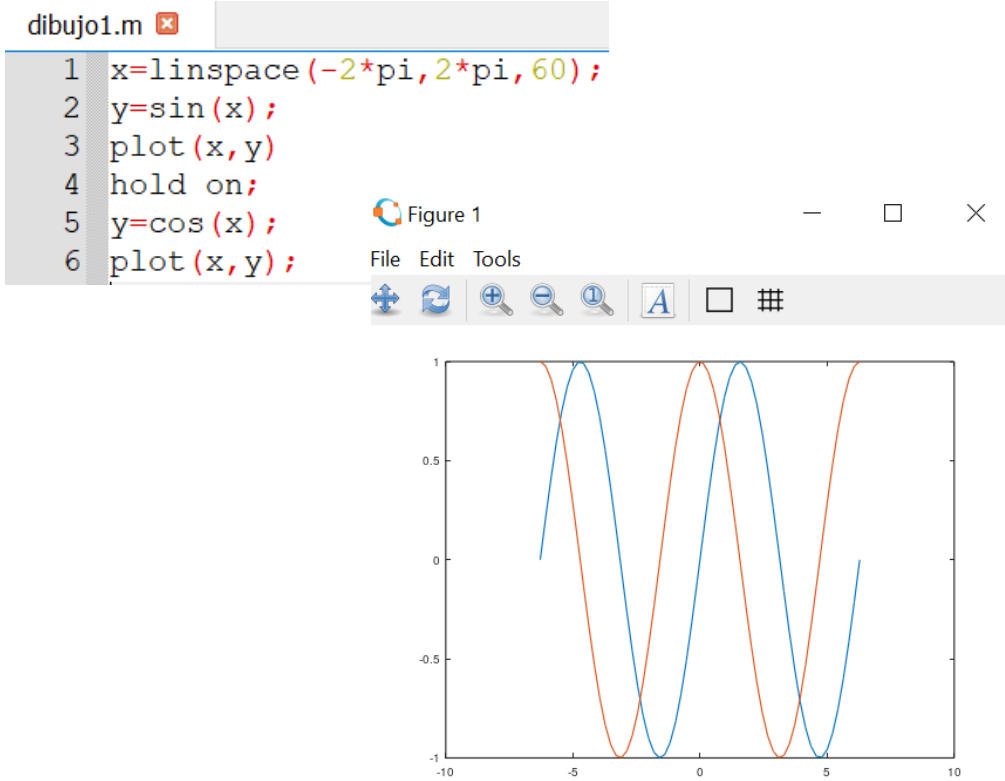 dibujo1.m
1 x=linspace(-2*pi,2*pi,60);
2 y=sin(x);
3 plot(x,y)
4 hold on;
5 y=cos(x);
6 plot(x,y);
Figure 1
File Edit Tools
1
A
1
0.5
0
-0.5
-1
-10 -5 0 5 10